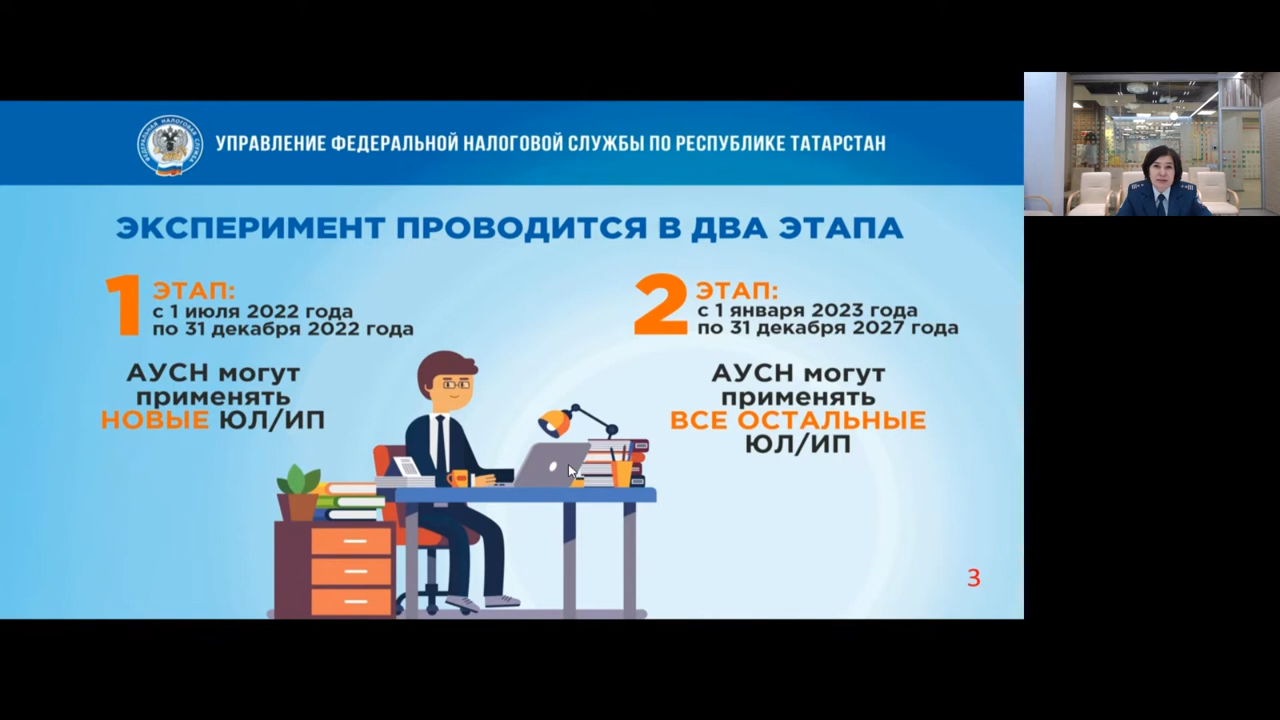 УПРАВЛЕНИЕ ФЕДЕРАЛЬНОЙ НАЛОГОВОЙ СЛУЖБЫ ПО РЕСПУБЛИКЕ ТАТАРСТАН
ЭКСПЕРИМЕНТ ПРОВОДИТСЯ В ДВА ЭТАПА
1 ЭТАП:
с 1 июля 2022 года
по 31 декабря 2022 года
АУСН могут
применять
НОВЫЕ ЮЛ/ИП
2 ЭТАП:
с 1 января 2023 года
по 31 декабря 2027 года
АУСН могут
применять
ВСЕ ОСТАЛЬНЫЕ
ЮЛ/ИП
3